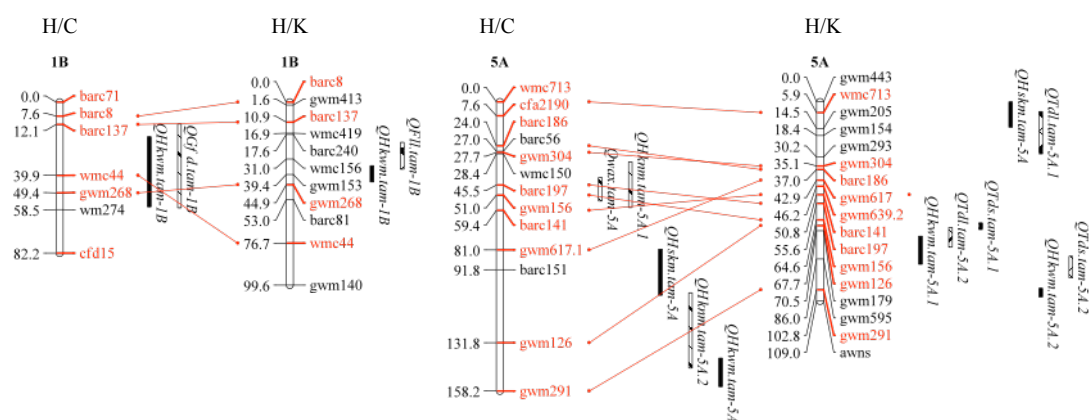 H/C
H/K
H/C
H/K
1B
1B
5A
5A
0.0 barc71
7.6 barc8
12.1 barc137
39.9 wmc44
49.4 gwm268
58.5 wm274
82.2 cfd15
QHkwm.tam-1B
QGfd.tam-1B
0.0 barc8
1.6 gwm413
10.9 barc137
16.9 wmc419
17.6 barc240
31.0 wmc156
39.4 gwm153
44.9 gwm268
53.0 barc81
76.7 wmc44
99.6 gwm140
QHkwm.tam-1B
QFll.tam-1B
0.0 wmc713
7.6 cfa2190
24.0 barc186
27.0 barc56
27.7 gwm304
28.4 wmc150
45.5 barc197
51.0 gwm156
59.4 barc141
81.0 gwm617.1
91.8 barc151
131.8 gwm126
158.2 gwm291
Qwax.tam-5A
QHknm.tam-5A.1
QHskm.tam-5A
QHknm.tam-5A.2
QHkwm.tam-5A
0.0 gwm443
5.9 wmc713
14.5 gwm205
18.4 gwm154
30.2 gwm293
35.1 gwm304
37.0 barc186
42.9 gwm617
46.2 gwm639.2
50.8 barc141
55.6 barc197
64.6 gwm156
67.7 gwm126
70.5 gwm179
86.0 gwm595
102.8 gwm291
109.0 awns
QHkwm.tam-5A.1
QTdl.tam-5A.2
QTds.tam-5A.1
QHskm.tam-5A
QTdl.tam-5A.1
QHkwm.tam-5A.2
QTds.tam-5A.2